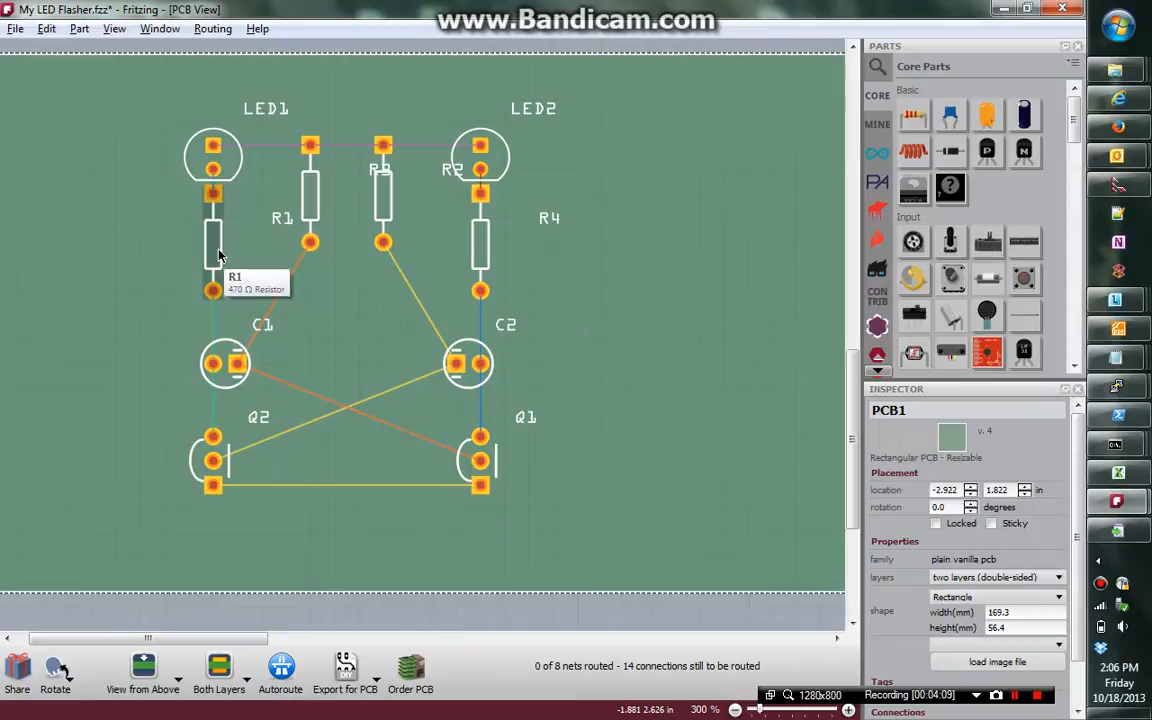 My LED Flasher.fzz* - Fritzing - [PCB View]
www.Bandicam.com
File Edit Part View Window Routing Help
LED1
LED2
R3
R2
R1
R4
R1
470 Ω Resistor
C1
C2
Q2
Q1
PARTS
Core Parts
CORE
MINE
PA
CON
TRIB
Basic
P
N
?
Input
INSPECTOR
PCB1
v. 4
Rectangular PCB - Resizable
Placement
location -2.922 1.822 in
rotation 0.0 degrees
Locked Sticky
Properties
family plain vanilla pcb
layers two layers (double-sided)
shape Rectangle
width(mm) 169.3
height(mm) 56.4
load image file
Tags
Connections
Share Rotate View from Above Both Layers Autoroute Export for PCB Order PCB
DIY
0 of 8 nets routed - 14 connections still to be routed
1280x800 Recording [00:04:09]
-1.881 2.626 in 300 %
2:06 PM
Friday
10/18/2013